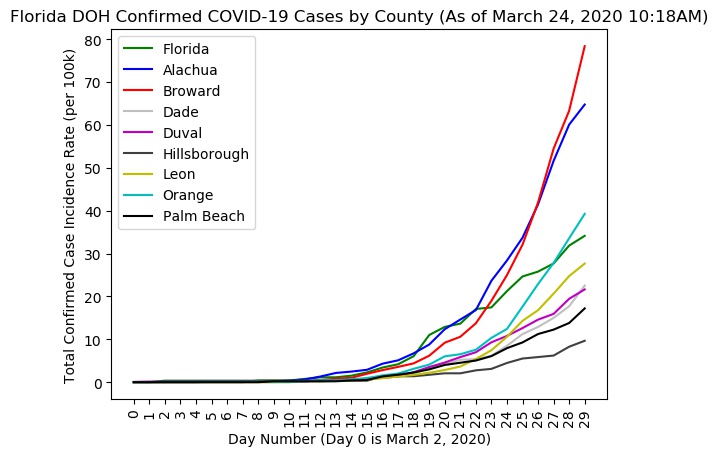 Florida DOH Confirmed COVID-19 Cases by County (As of March 24, 2020 10:18AM)
Total Confirmed Case Incidence Rate (per 100k)
80
70
60
50
40
30
20
10
0
Florida
Alachua
Broward
Dade
Duval
Hillsborough
Leon
Orange
Palm Beach
0 1 2 3 4 5 6 7 8 9 10 11 12 13 14 15 16 17 18 19 20 21 22 23 24 25 26 27 28 29
Day Number (Day 0 is March 2, 2020)